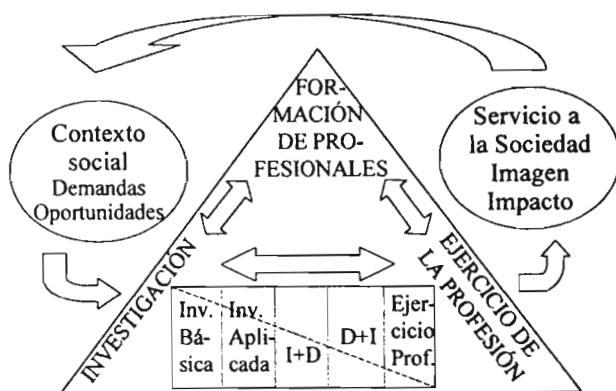 FOR-
MACIÓN
DE PRO-
FESIONALES
Contexto
social
Demandas
Oportunidades
Servicio a
la Sociedad
Imagen
Impacto
INVESTIGACIÓN
EJERCICIO DE
LA PROFESIÓN
Inv.
Bá-
sica
Inv.
Apli-
cada
I+D
D+I
Ejer-
cicio
Prof.